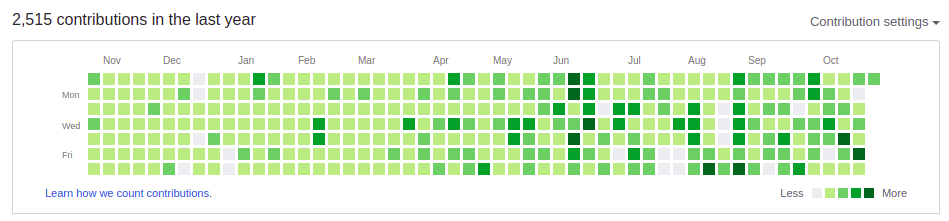 2,515 contributions in the last year
Contribution settings
Nov Dec Jan Feb Mar Apr May Jun Jul Aug Sep Oct
Mon
Wed
Fri
Learn how we count contributions.
Less More